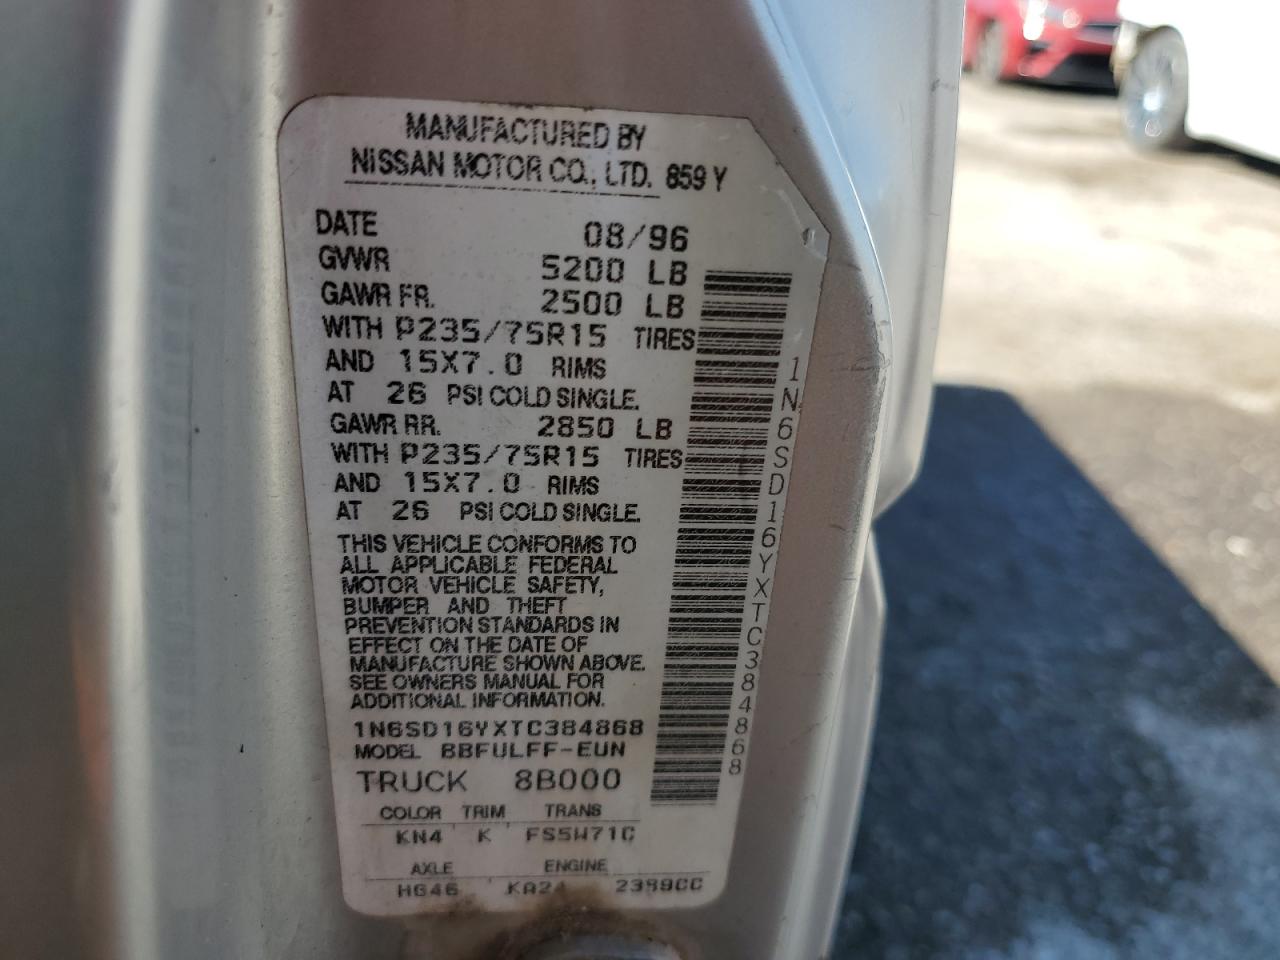 MANUFACTURED BY
NISSAN MOTOR CO., LTD. 859 Y
DATE 08/96
GVWR 5200 LB
GAWR FR. 2500 LB
WITH P235/75R15 TIRES
AND 15X7.0 RIMS
AT 26 PSI COLD SINGLE.
GAWR RR. 2850 LB
WITH P235/75R15 TIRES
AND 15X7.0 RIMS
AT 26 PSI COLD SINGLE.
THIS VEHICLE CONFORMS TO
ALL APPLICABLE FEDERAL
MOTOR VEHICLE SAFETY,
BUMPER AND THEFT
PREVENTION STANDARDS IN
EFFECT ON THE DATE OF
MANUFACTURE SHOWN ABOVE.
SEE OWNERS MANUAL FOR
ADDITIONAL INFORMATION.
1N6SD16YXTC384868
MODEL BBFULFF-EUN
TRUCK 8B000
COLOR TRIM TRANS
KN4 K FS5W71C
AXLE ENGINE
HG46 KA24 2389CC
1N6SD16YXTC384868